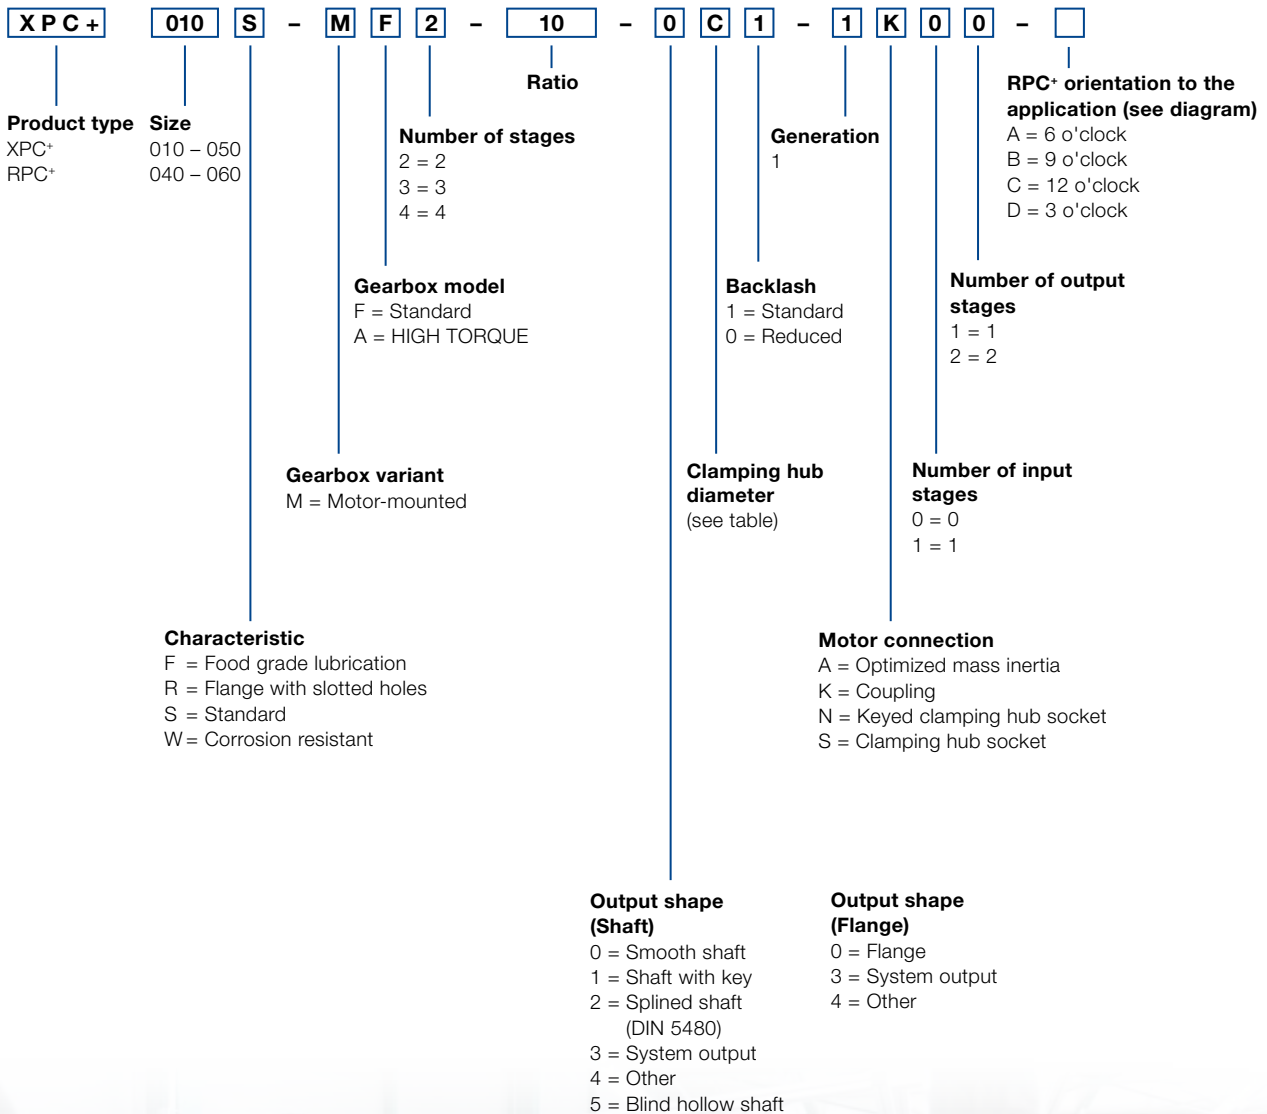 X P C + 010 S – M F 2 – 10 – 0 C 1 – 1 K 0 0 –
Product type
XPC⁺
RPC⁺
Size
010 – 050
040 – 060
Number of stages
2 = 2
3 = 3
4 = 4
Ratio
Generation
1
RPC⁺ orientation to the
application (see diagram)
A = 6 o'clock
B = 9 o'clock
C = 12 o'clock
D = 3 o'clock
Gearbox model
F = Standard
A = HIGH TORQUE
Backlash
1 = Standard
0 = Reduced
Number of output
stages
1 = 1
2 = 2
Gearbox variant
M = Motor-mounted
Clamping hub
diameter
(see table)
Number of input
stages
0 = 0
1 = 1
Characteristic
F = Food grade lubrication
R = Flange with slotted holes
S = Standard
W = Corrosion resistant
Motor connection
A = Optimized mass inertia
K = Coupling
N = Keyed clamping hub socket
S = Clamping hub socket
Output shape
(Shaft)
0 = Smooth shaft
1 = Shaft with key
2 = Splined shaft
(DIN 5480)
3 = System output
4 = Other
5 = Blind hollow shaft
Output shape
(Flange)
0 = Flange
3 = System output
4 = Other